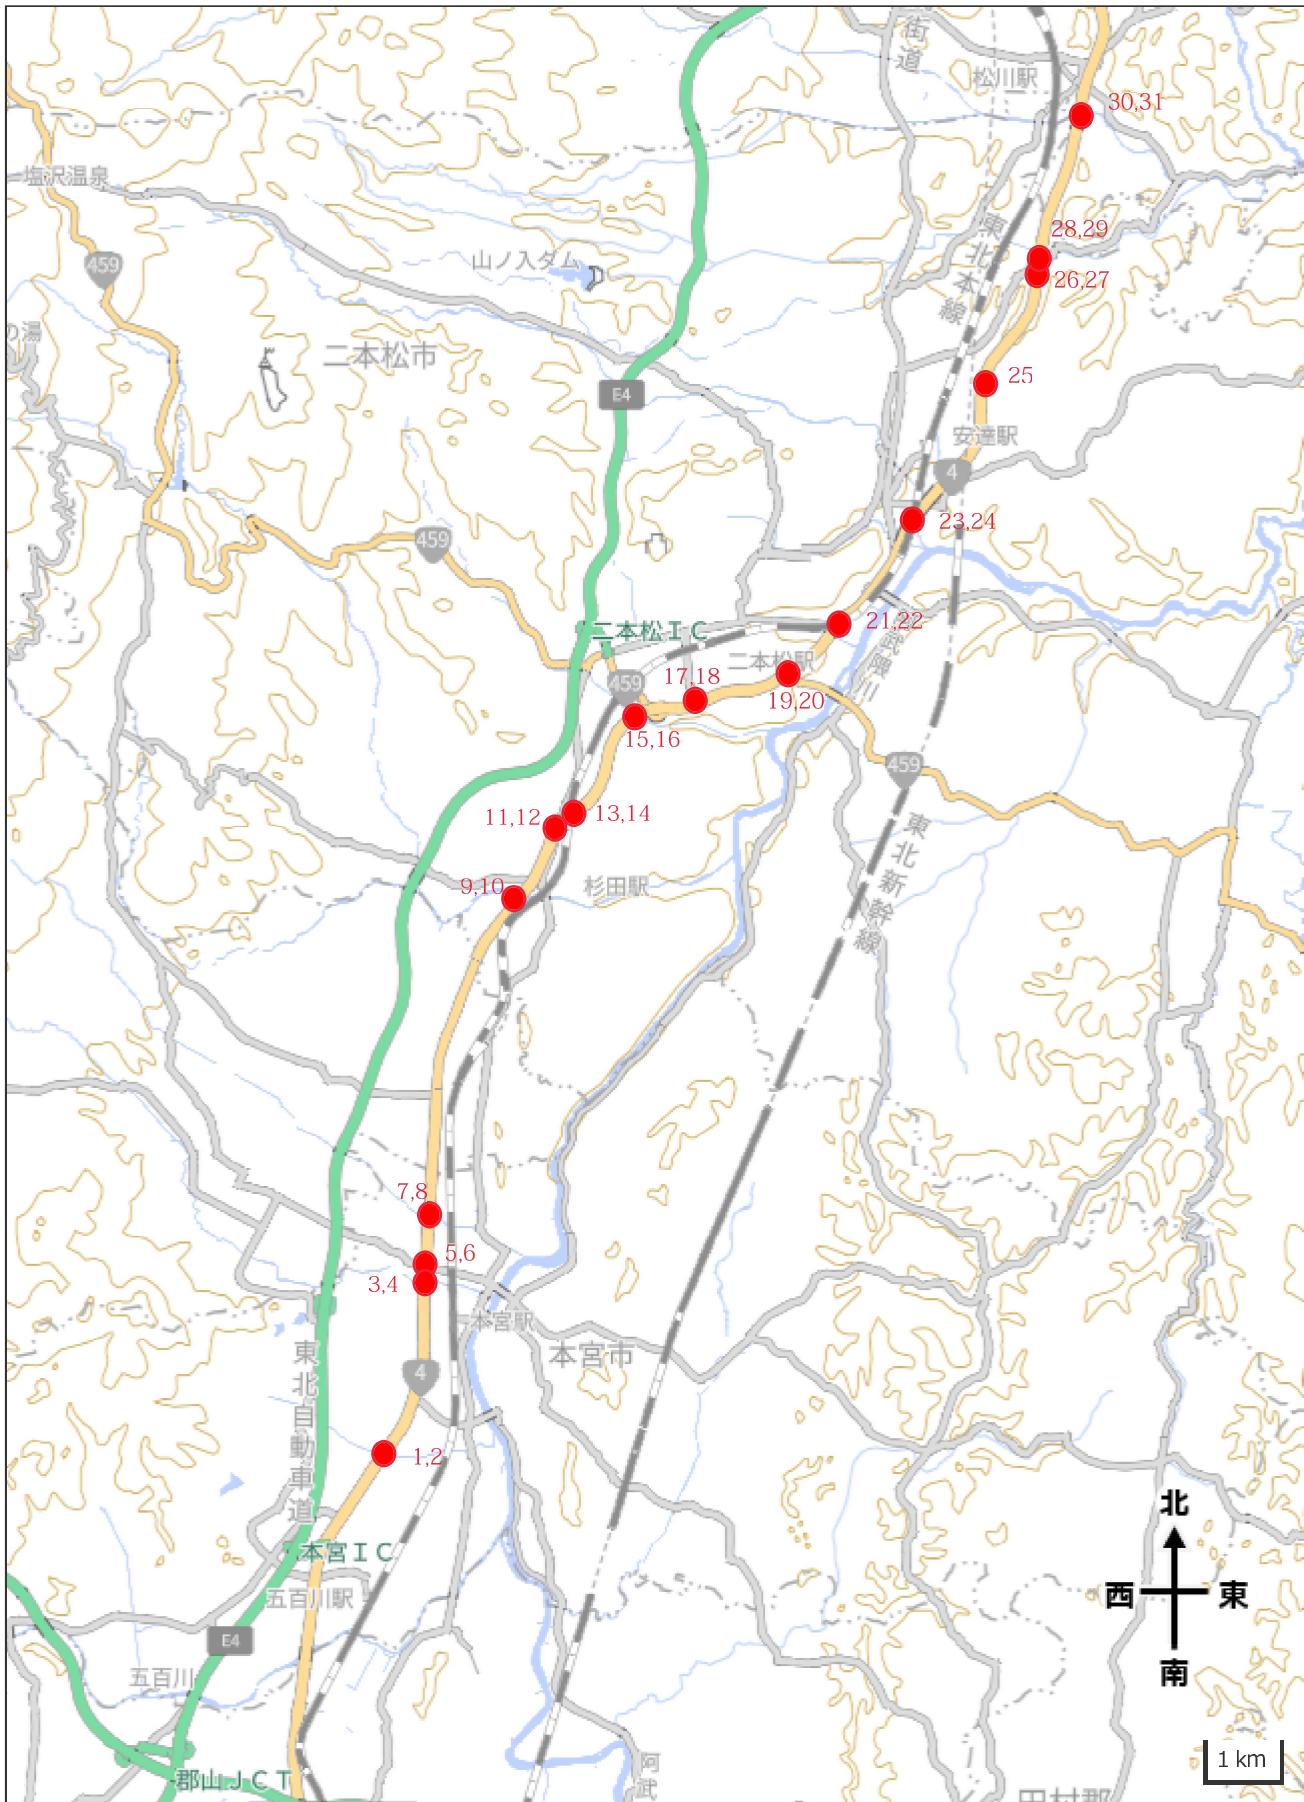 街道
松川駅
30,31
塩沢温泉
東北本線
28,29
459
山ノ入ダム
26,27
の湯
二本松市
25
E4
安達駅
4
23,24
459
二本松IC
21,22
武隈川
二本松駅
17,18
459
19,20
15,16
459
11,12
13,14
東北新幹線
9,10
杉田駅
7,8
5,6
3,4
本宮駅
本宮市
東北自動車道
4
1,2
北
本宮IC
五百川駅
西
東
E4
南
五百川
1 km
郡山JCT
阿武
田村郡